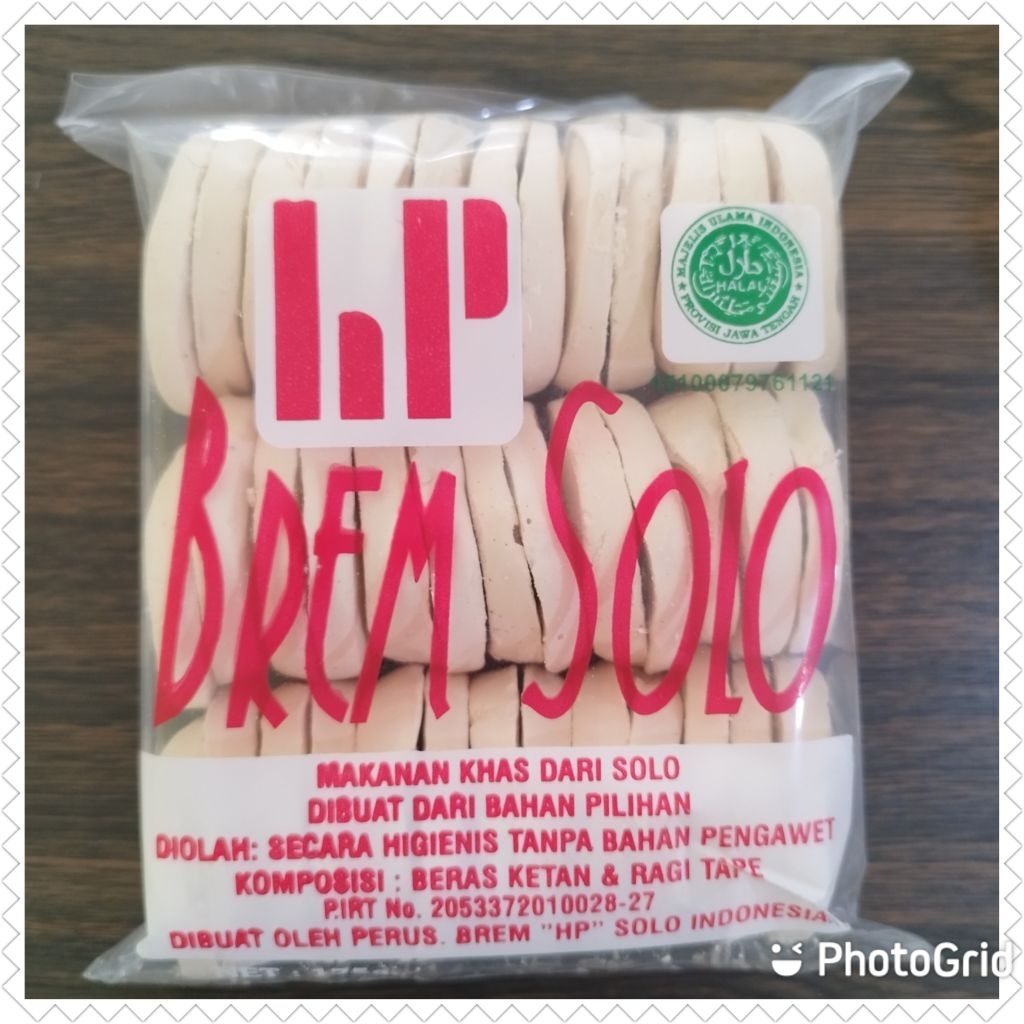 HP
MAJELIS ULAMA INDONESIA
حلال
HALAL
PROVISI JAWA TENGAH
BREM SOLO
MAKANAN KHAS DARI SOLO
DIBUAT DARI BAHAN PILIHAN
DIOLAH: SECARA HIGIENIS TANPA BAHAN PENGAWET
KOMPOSISI : BERAS KETAN & RAGI TAPE
P.IRT No. 2053372010028-27
DIBUAT OLEH PERUS. BREM "HP" SOLO INDONESIA.
PhotoGrid